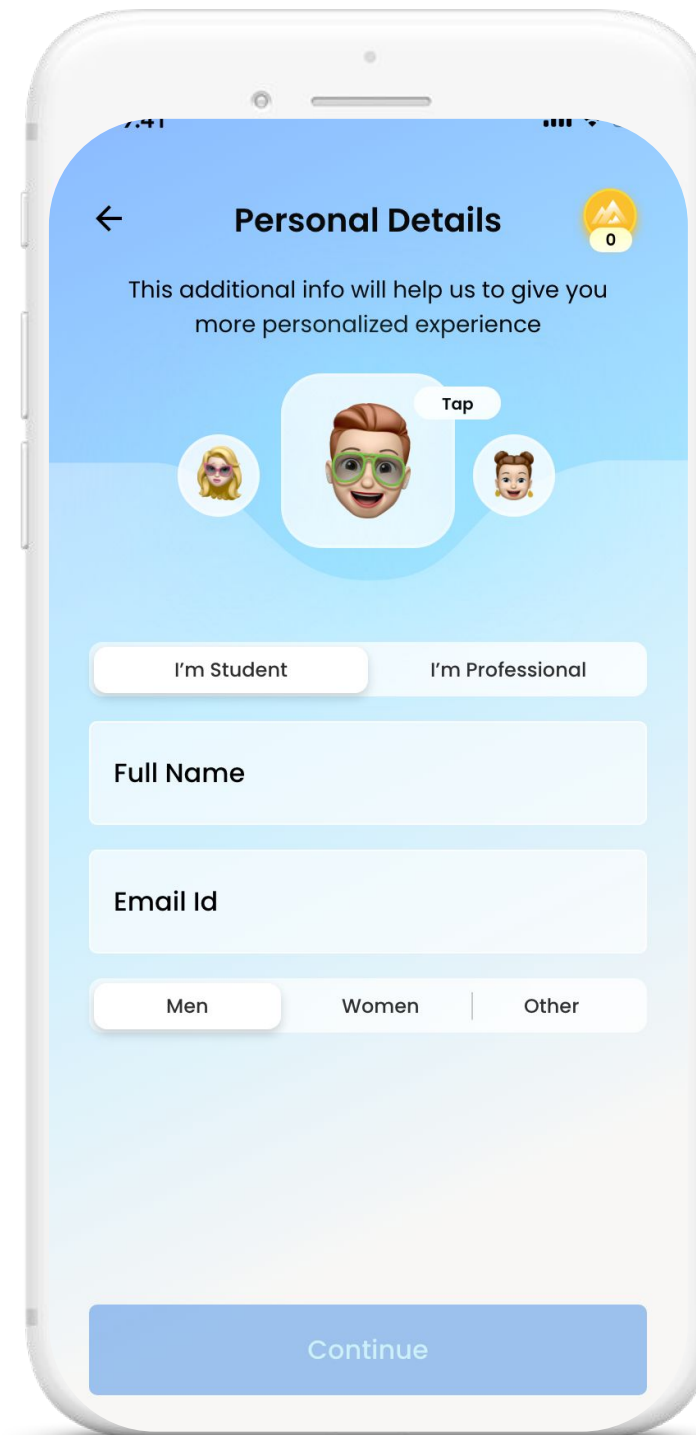 Personal Details
0
This additional info will help us to give you
more personalized experience
Tap
I’m Student
I’m Professional
Full Name
Email Id
Men
Women
Other
Continue